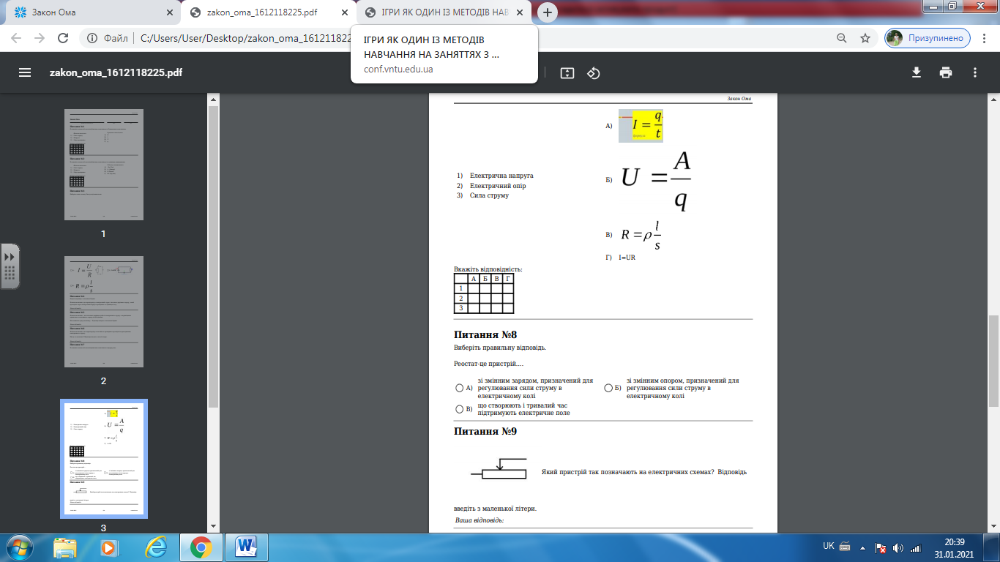 Закон Ома
zakon_oma_1612118225.pdf
ІГРИ ЯК ОДИН ІЗ МЕТОДІВ НАВ
Файл
C:/Users/User/Desktop/zakon_oma_161211822
Призупинено
ІГРИ ЯК ОДИН ІЗ МЕТОДІВ
НАВЧАННЯ НА ЗАНЯТТЯХ З ...
conf.vntu.edu.ua
zakon_oma_1612118225.pdf
1
2
3
Закон Ома
А) I = q/t
1) Електрична напруга
2) Електричний опір
3) Сила струму
Б) U = A/q
В) R = ρ l/s
Г) I=UR
Вкажіть відповідність:
А Б В Г
1
2
3
Питання №8
Виберіть правильну відповідь.
Реостат-це пристрій....
А) зі змінним зарядом, призначений для
регулювання сили струму в
електричному колі
Б) зі змінним опором, призначений для
регулювання сили струму в
електричному колі
В) що створюють і тривалий час
підтримують електричне поле
Питання №9
Який пристрій так позначають на електричних схемах? Відповідь
введіть з маленької літери.
Ваша відповідь:
UK
20:39
31.01.2021